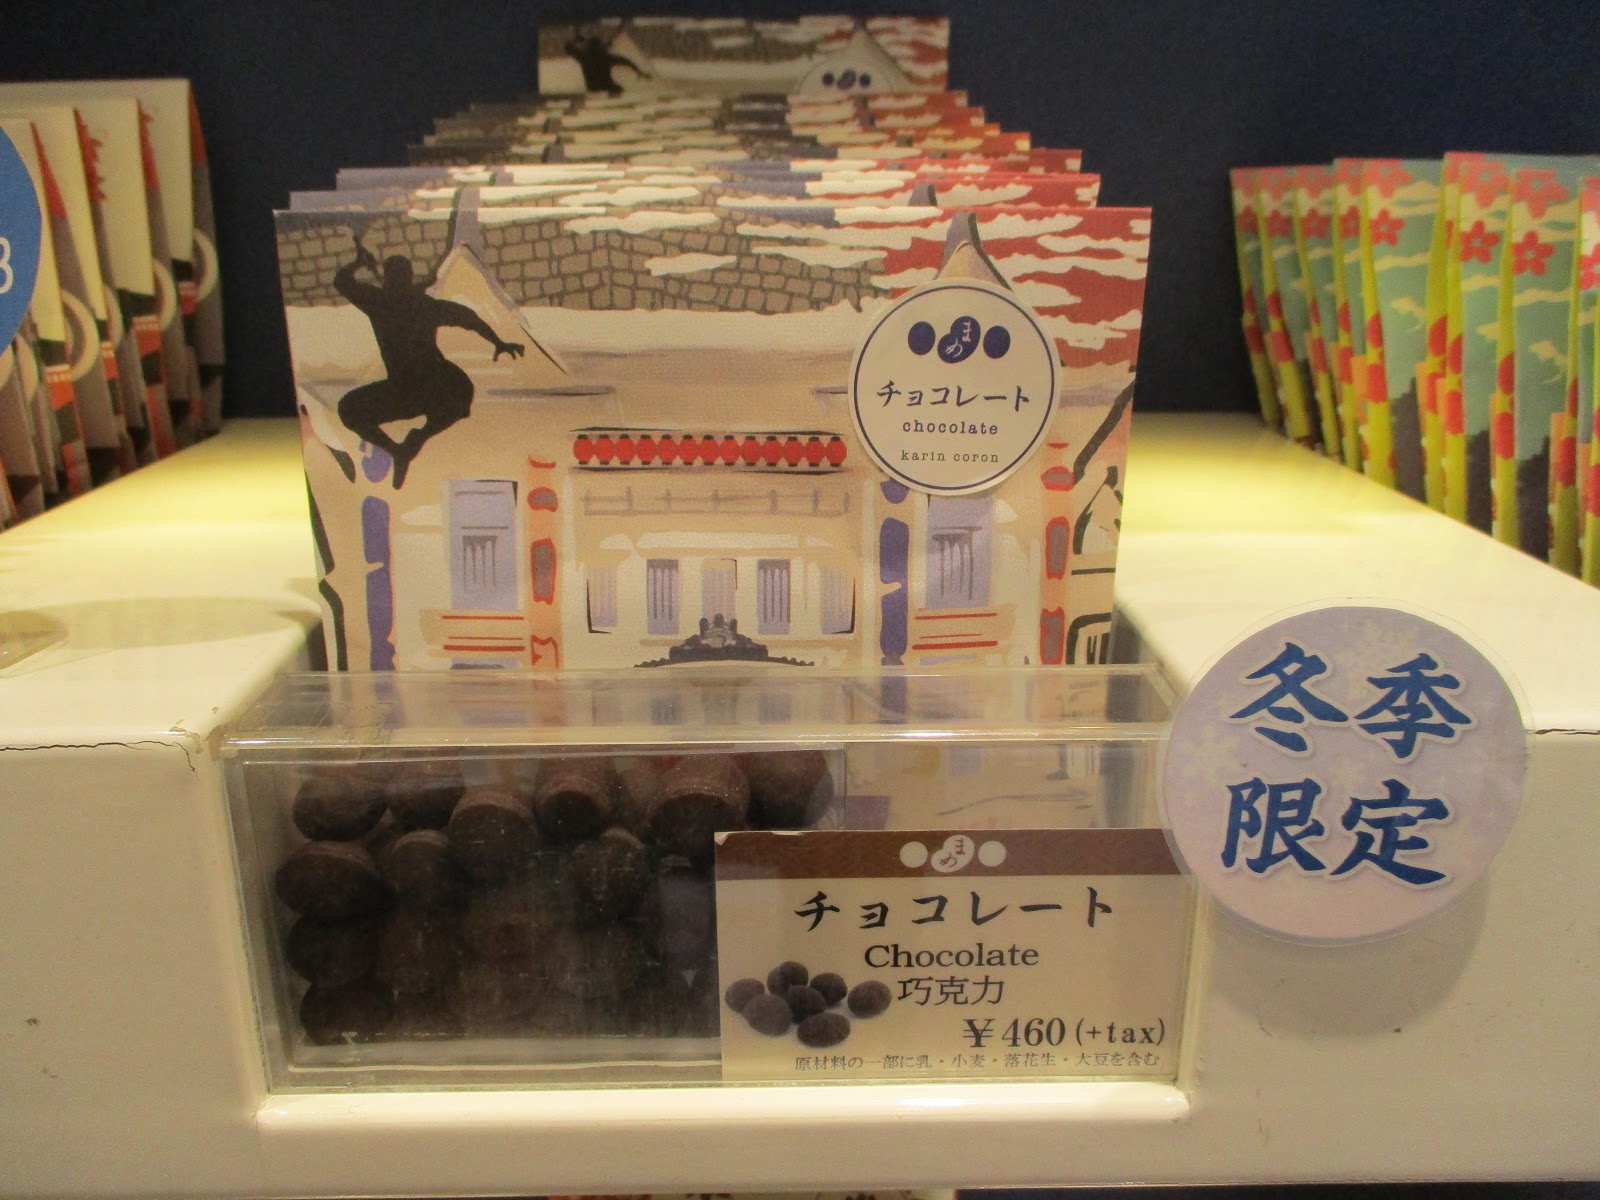 3
まめ
チョコレート
chocolate
karin coron
まめ
チョコレート
Chocolate
巧克力
¥460(+tax)
原材料の一部に乳・小麦・落花生・大豆を含む
冬季
限定